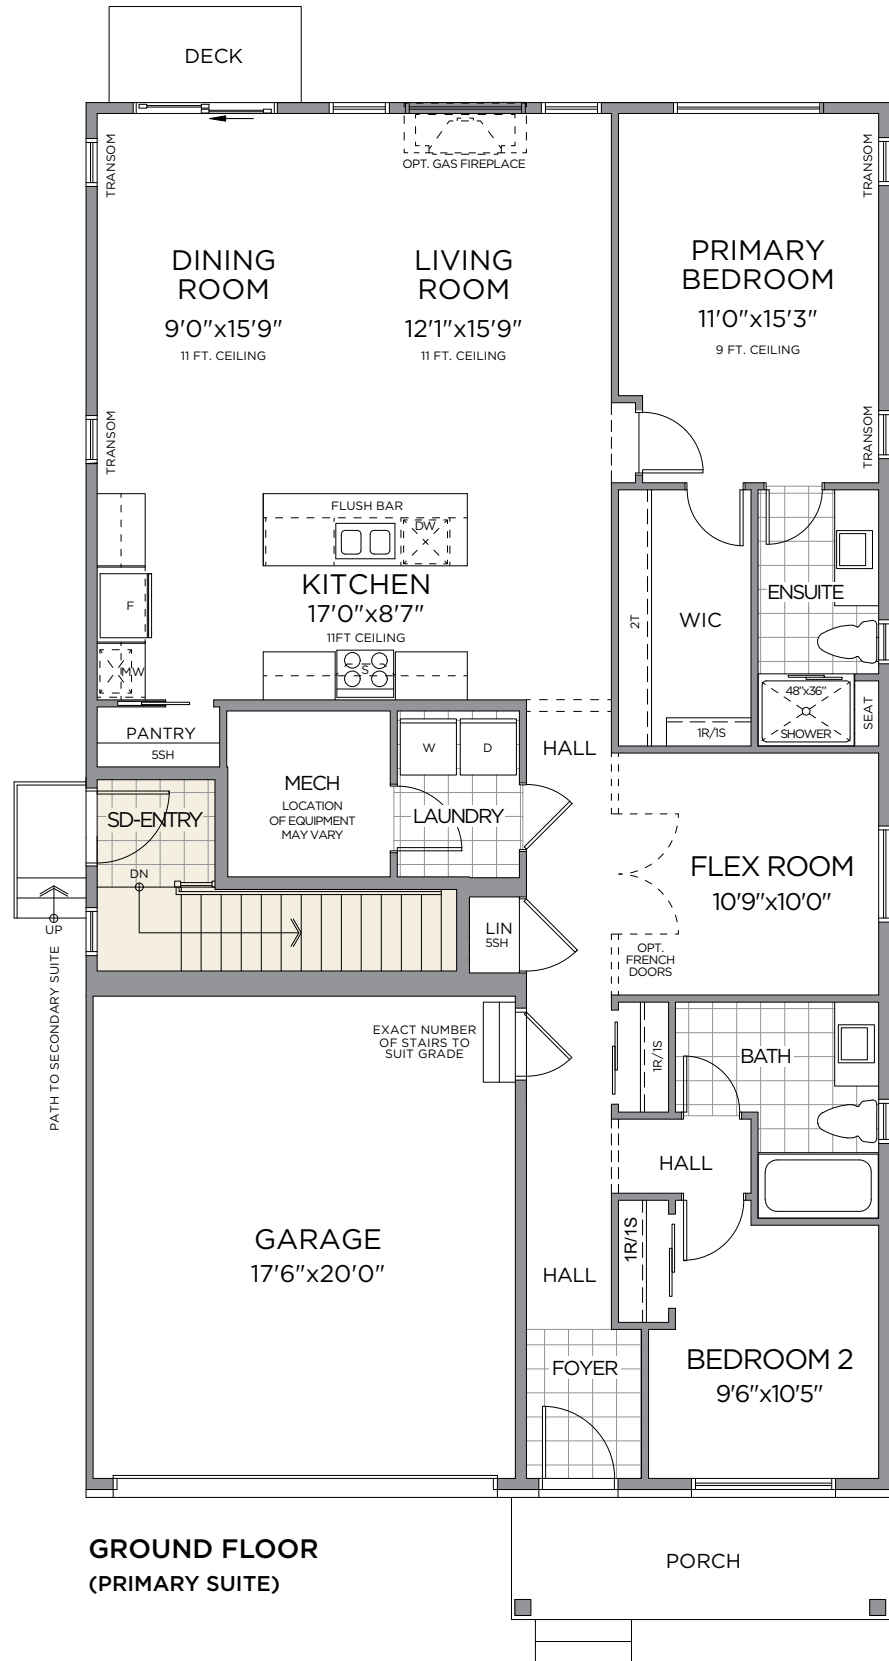 DECK
TRANSOM
OPT. GAS FIREPLACE
TRANSOM
DINING
ROOM
9'0"x15'9"
11 FT. CEILING
LIVING
ROOM
12'1"x15'9"
11 FT. CEILING
PRIMARY
BEDROOM
11'0"x15'3"
9 FT. CEILING
TRANSOM
TRANSOM
FLUSH BAR
DW
KITCHEN
17'0"x8'7"
11FT CEILING
F
MW
S
2T
WIC
1R/1S
ENSUITE
48"x36"
SHOWER
SEAT
PANTRY
5SH
MECH
LOCATION
OF EQUIPMENT
MAY VARY
W
D
LAUNDRY
HALL
SD-ENTRY
DN
UP
PATH TO SECONDARY SUITE
LIN
5SH
FLEX ROOM
10'9"x10'0"
OPT.
FRENCH
DOORS
EXACT NUMBER
OF STAIRS TO
SUIT GRADE
1R/1S
BATH
HALL
GARAGE
17'6"x20'0"
HALL
1R/1S
FOYER
BEDROOM 2
9'6"x10'5"
GROUND FLOOR
(PRIMARY SUITE)
PORCH